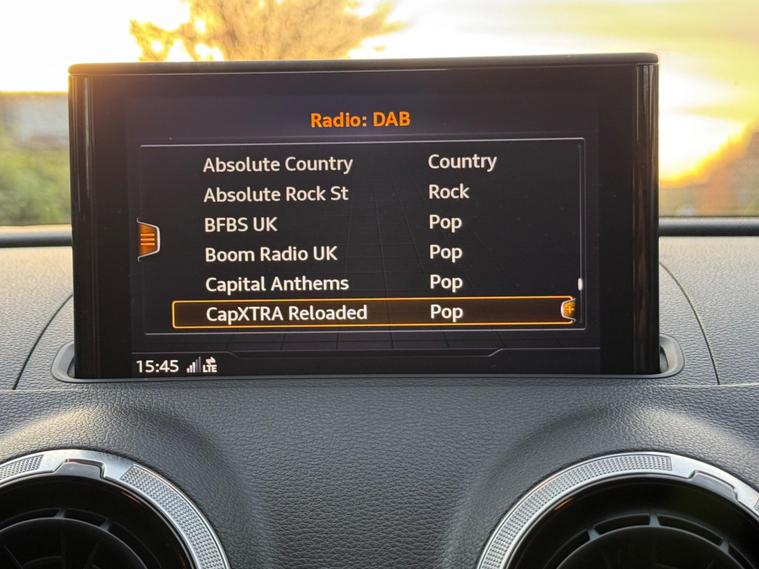 Radio: DAB
Absolute Country Country
Absolute Rock St Rock
BFBS UK Pop
Boom Radio UK Pop
Capital Anthems Pop
CapXTRA Reloaded Pop
15:45 LTE